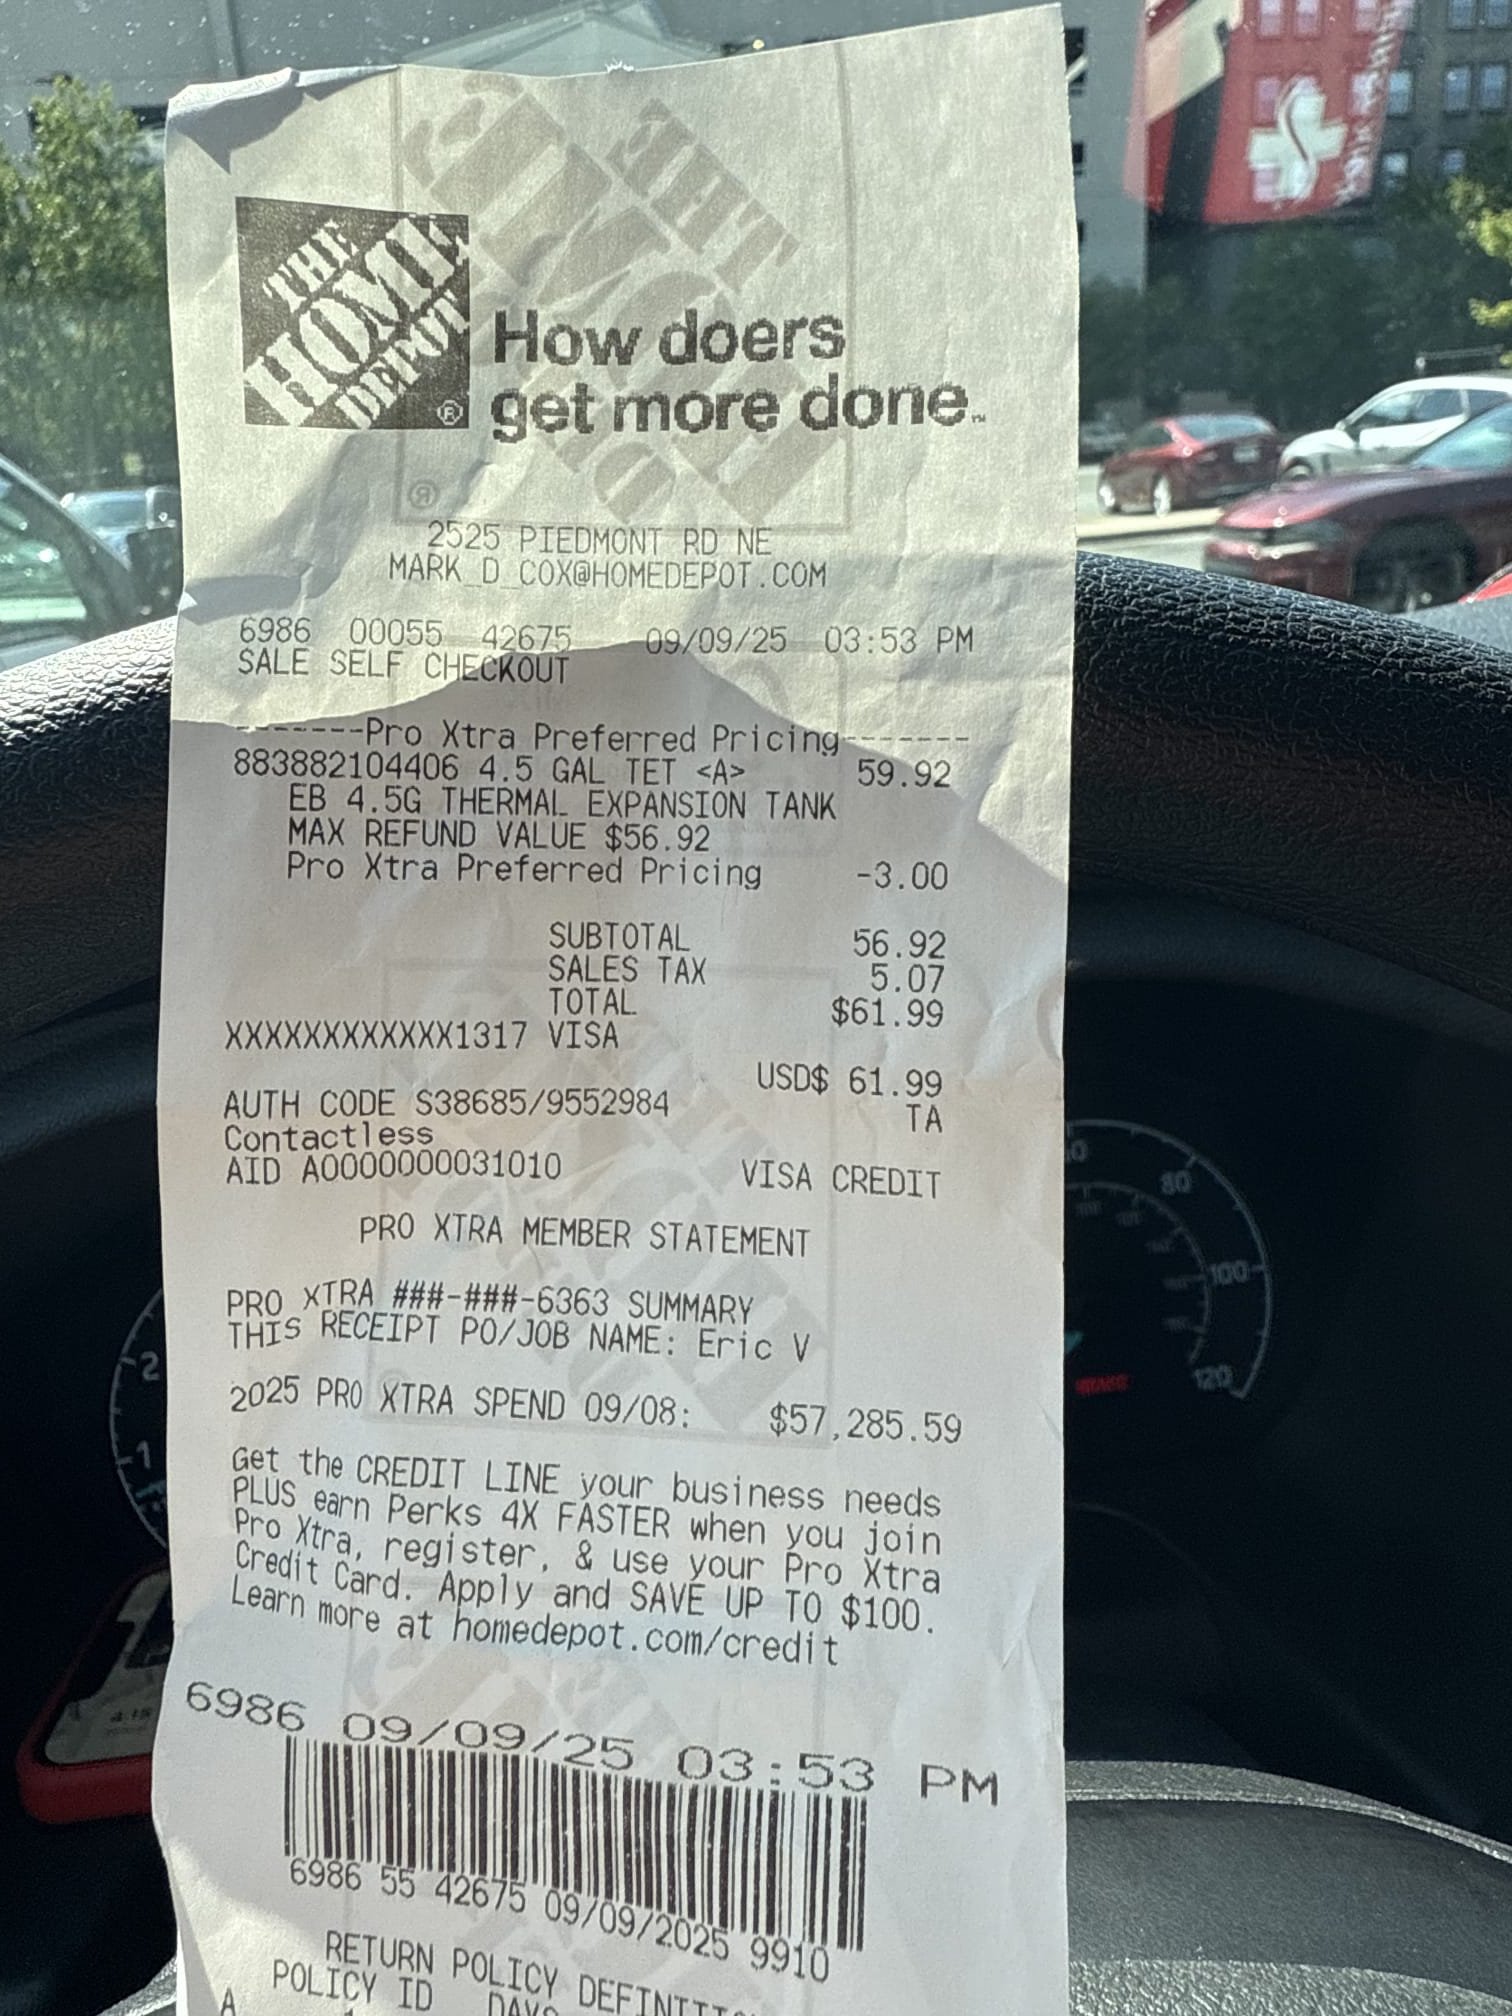 THE
HOME
DEPOT
®
How doers
get more done.™
2525 PIEDMONT RD NE
MARK_D_COX@HOMEDEPOT.COM
6986 00055 42675 09/09/25 03:53 PM
SALE SELF CHECKOUT
-------Pro Xtra Preferred Pricing-------
883882104406 4.5 GAL TET <A> 59.92
EB 4.5G THERMAL EXPANSION TANK
MAX REFUND VALUE $56.92
Pro Xtra Preferred Pricing -3.00
SUBTOTAL 56.92
SALES TAX 5.07
TOTAL $61.99
XXXXXXXXXXXX1317 VISA
USD$ 61.99
AUTH CODE S38685/9552984 TA
Contactless
AID A0000000031010 VISA CREDIT
PRO XTRA MEMBER STATEMENT
PRO XTRA ###-###-6363 SUMMARY
THIS RECEIPT PO/JOB NAME: Eric V
2025 PRO XTRA SPEND 09/08: $57,285.59
Get the CREDIT LINE your business needs
PLUS earn Perks 4X FASTER when you join
Pro Xtra, register, & use your Pro Xtra
Credit Card. Apply and SAVE UP TO $100.
Learn more at homedepot.com/credit
6986 09/09/25 03:53 PM
6986 55 42675 09/09/2025 9910
RETURN POLICY
POLICY ID
A
2
1
80
100
120